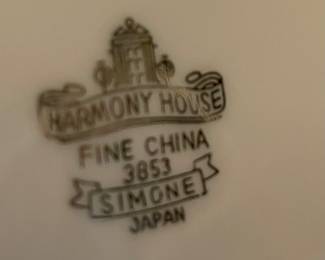 HARMONY HOUSE
FINE CHINA
3853
SIMONE
JAPAN